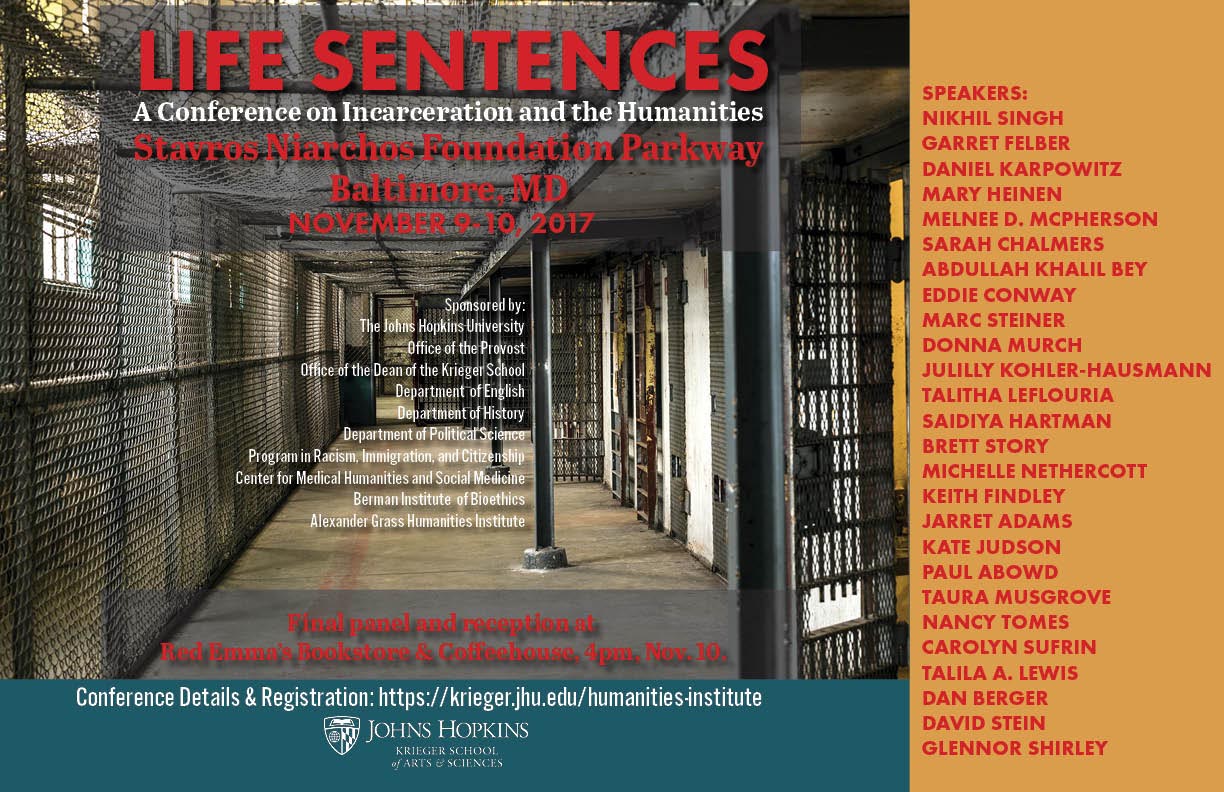 LIFE SENTENCES
A Conference on Incarceration and the Humanities
Stavros Niarchos Foundation Parkway
Baltimore, MD
NOVEMBER 9-10, 2017
Sponsored by:
The Johns Hopkins University
Office of the Provost
Office of the Dean of the Krieger School
Department of English
Department of History
Department of Political Science
Program in Racism, Immigration, and Citizenship
Center for Medical Humanities and Social Medicine
Berman Institute of Bioethics
Alexander Grass Humanities Institute
Final panel and reception at
Red Emma's Bookstore & Coffeehouse, 4pm, Nov. 10.
Conference Details & Registration: https://krieger.jhu.edu/humanities-institute
JOHNS HOPKINS
KRIEGER SCHOOL
of ARTS & SCIENCES
SPEAKERS:
NIKHIL SINGH
GARRET FELBER
DANIEL KARPOWITZ
MARY HEINEN
MELNEE D. MCPHERSON
SARAH CHALMERS
ABDULLAH KHALIL BEY
EDDIE CONWAY
MARC STEINER
DONNA MURCH
JULILLY KOHLER-HAUSMANN
TALITHA LEFLOURIA
SAIDIYA HARTMAN
BRETT STORY
MICHELLE NETHERCOTT
KEITH FINDLEY
JARRET ADAMS
KATE JUDSON
PAUL ABOWD
TAURA MUSGROVE
NANCY TOMES
CAROLYN SUFRIN
TALILA A. LEWIS
DAN BERGER
DAVID STEIN
GLENNOR SHIRLEY